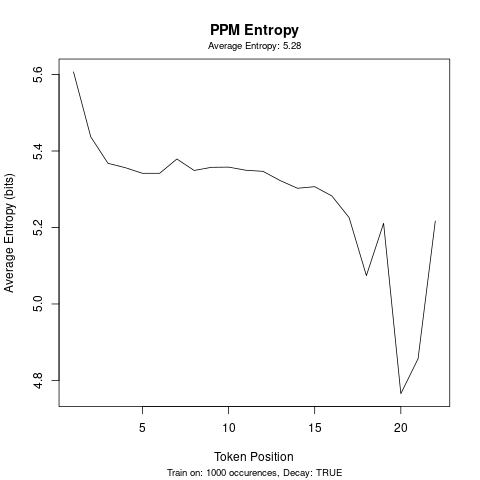 PPM Entropy
Average Entropy: 5.28
Average Entropy (bits)
5.6
5.4
5.2
5.0
4.8
5 10 15 20
Token Position
Train on: 1000 occurences, Decay: TRUE